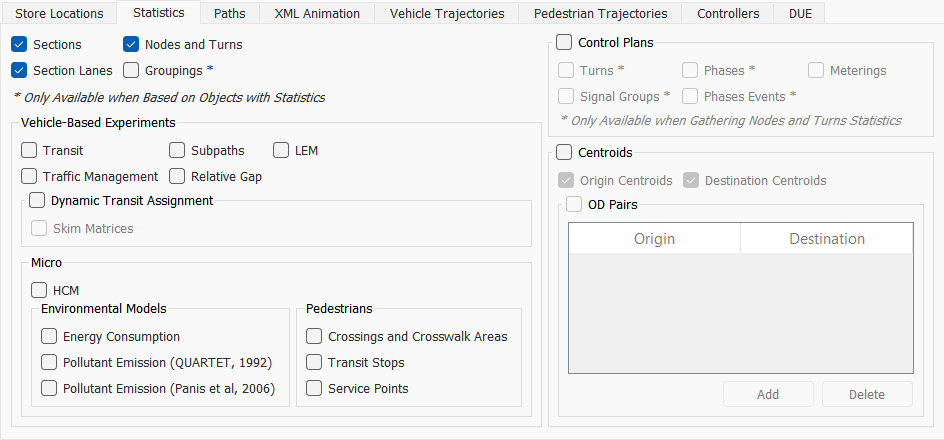 Store Locations Statistics Paths XML Animation Vehicle Trajectories Pedestrian Trajectories Controllers DUE
Sections Nodes and Turns
Section Lanes Groupings *
* Only Available when Based on Objects with Statistics
Vehicle-Based Experiments
Transit Subpaths LEM
Traffic Management Relative Gap
Dynamic Transit Assignment
Skim Matrices
Micro
HCM
Environmental Models
Energy Consumption
Pollutant Emission (QUARTET, 1992)
Pollutant Emission (Panis et al, 2006)
Pedestrians
Crossings and Crosswalk Areas
Transit Stops
Service Points
Control Plans
Turns * Phases * Meterings
Signal Groups * Phases Events *
* Only Available when Gathering Nodes and Turns Statistics
Centroids
Origin Centroids Destination Centroids
OD Pairs
Origin Destination
Add Delete